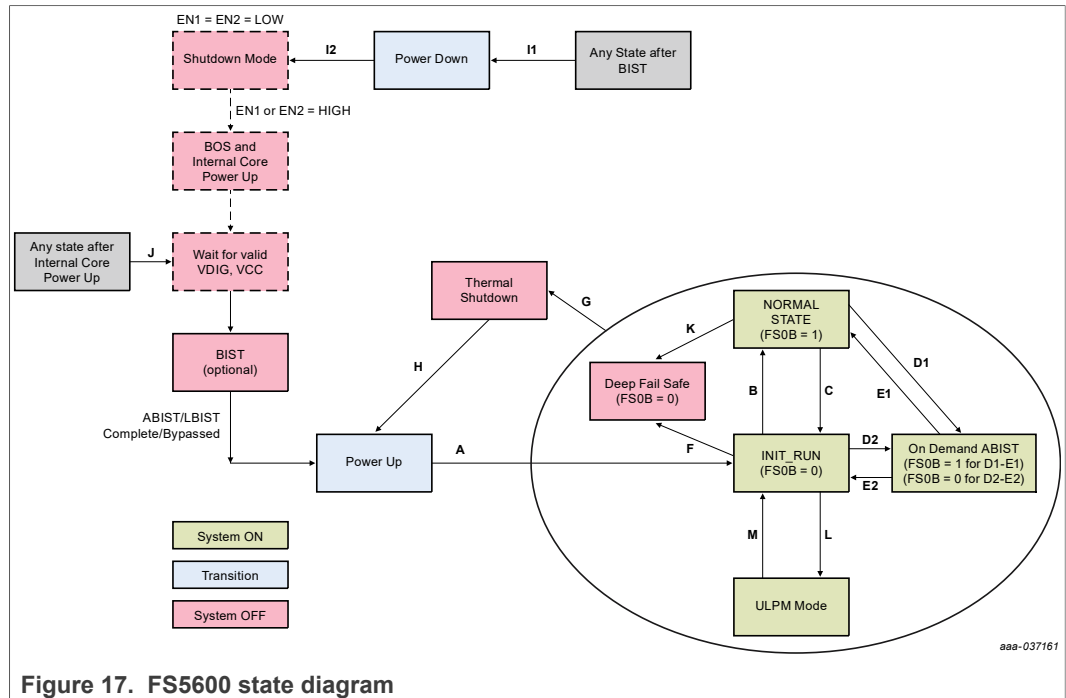 EN1 = EN2 = LOW
Shutdown Mode
I2
Power Down
I1
Any State after
BIST
EN1 or EN2 = HIGH
BOS and
Internal Core
Power Up
Any state after
Internal Core
Power Up
J
Wait for valid
VDIG, VCC
Thermal
Shutdown
G
NORMAL
STATE
(FS0B = 1)
K
D1
BIST
(optional)
H
Deep Fail Safe
(FS0B = 0)
B
C
E1
ABIST/LBIST
Complete/Bypassed
Power Up
A
F
INIT_RUN
(FS0B = 0)
D2
E2
On Demand ABIST
(FS0B = 1 for D1-E1)
(FS0B = 0 for D2-E2)
M
L
System ON
Transition
System OFF
ULPM Mode
aaa-037161
Figure 17. FS5600 state diagram